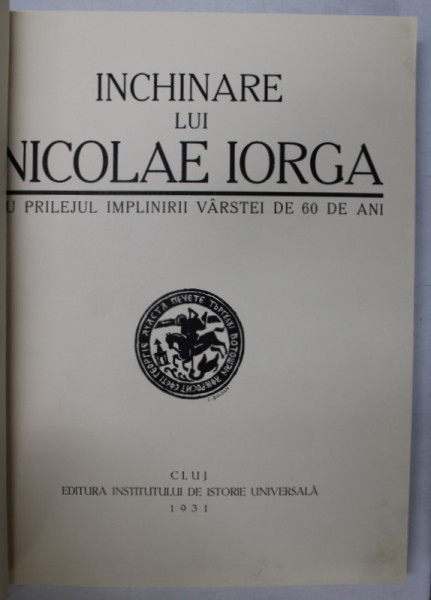 INCHINARE
LUI
NICOLAE IORGA
U PRILEJUL IMPLINIRII VÂRSTEI DE 60 DE ANI
CLUJ
EDITURA INSTITUTULUI DE ISTORIE UNIVERSALĂ
1931